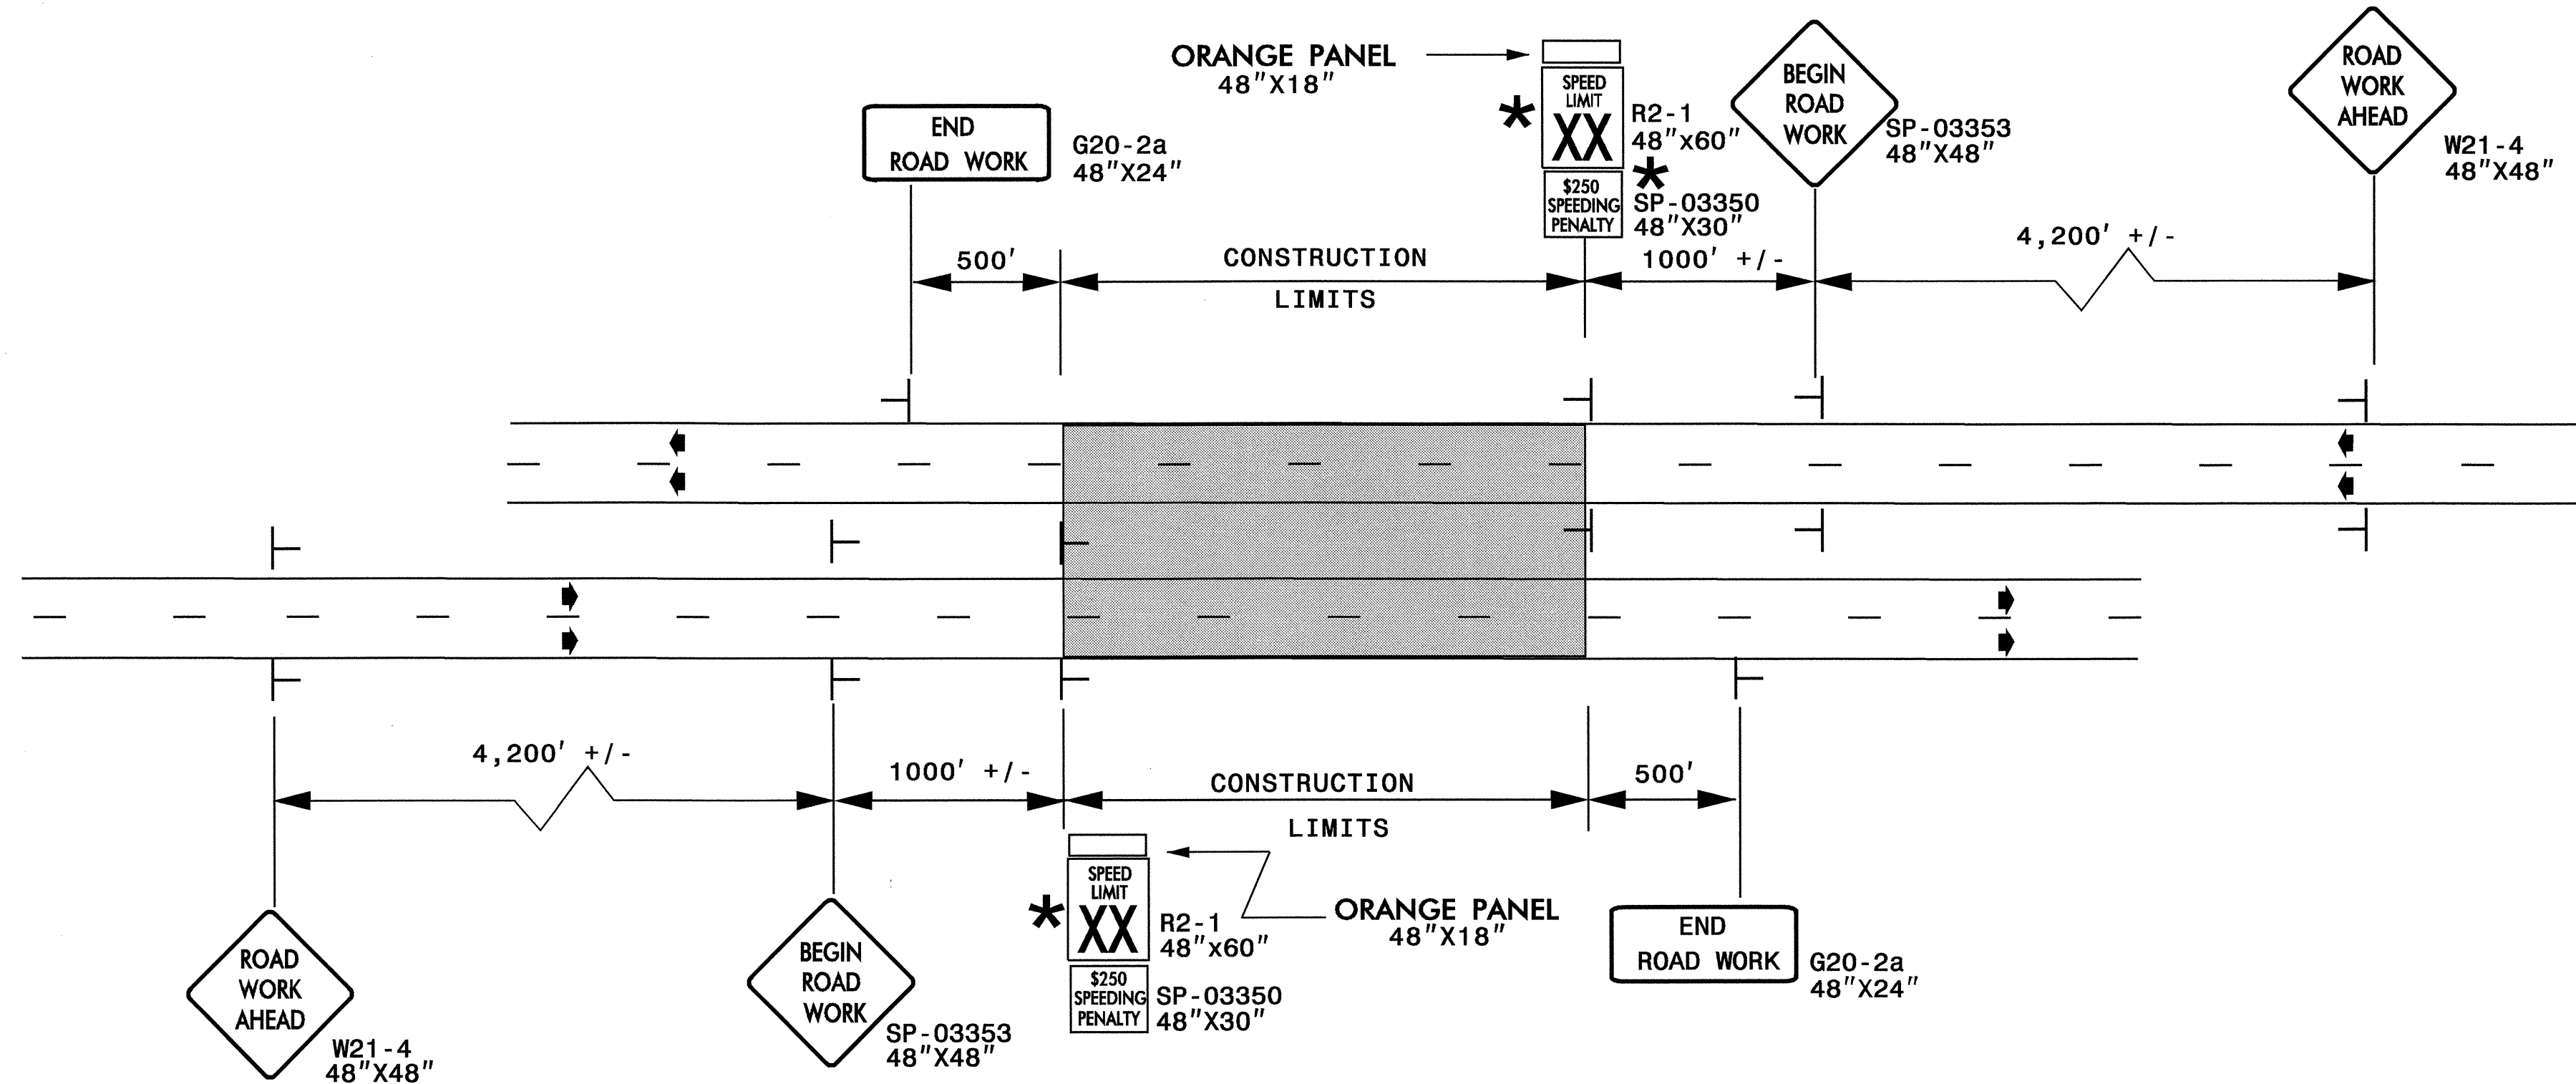 ORANGE PANEL
48"X18"
SPEED
LIMIT
XX
*
R2-1
48"x60"
*
$250
SPEEDING
PENALTY
SP-03350
48"X30"
BEGIN
ROAD
WORK
SP-03353
48"X48"
ROAD
WORK
AHEAD
W21-4
48"X48"
END
ROAD WORK
G20-2a
48"X24"
500'
CONSTRUCTION
LIMITS
1000' +/-
4,200' +/-
4,200' +/-
1000' +/-
CONSTRUCTION
LIMITS
500'
ROAD
WORK
AHEAD
W21-4
48"X48"
BEGIN
ROAD
WORK
SP-03353
48"X48"
*
SPEED
LIMIT
XX
R2-1
48"x60"
$250
SPEEDING
PENALTY
SP-03350
48"X30"
ORANGE PANEL
48"X18"
END
ROAD WORK
G20-2a
48"X24"